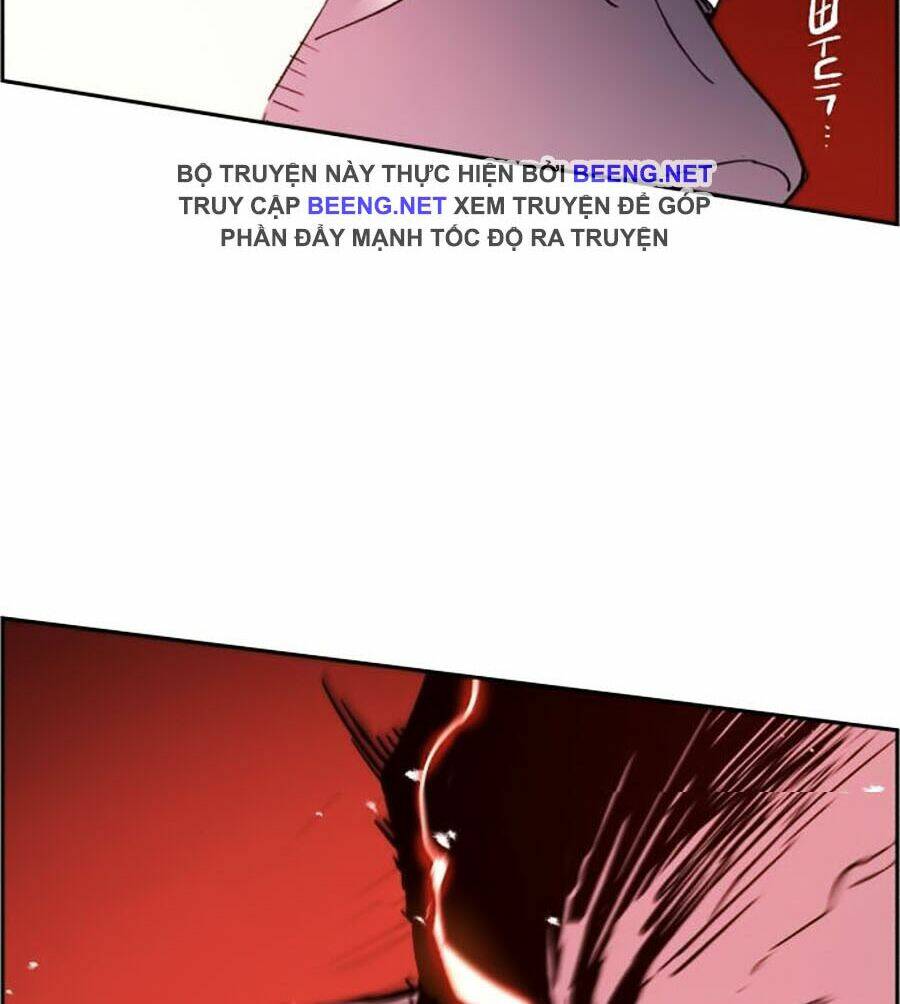 BỘ TRUYỆN NÀY THỰC HIỆN BỞI BEENG.NET
TRUY CẬP BEENG.NET XEM TRUYỆN ĐỂ GÓP
PHẦN ĐẨY MẠNH TỐC ĐỘ RA TRUYỆN